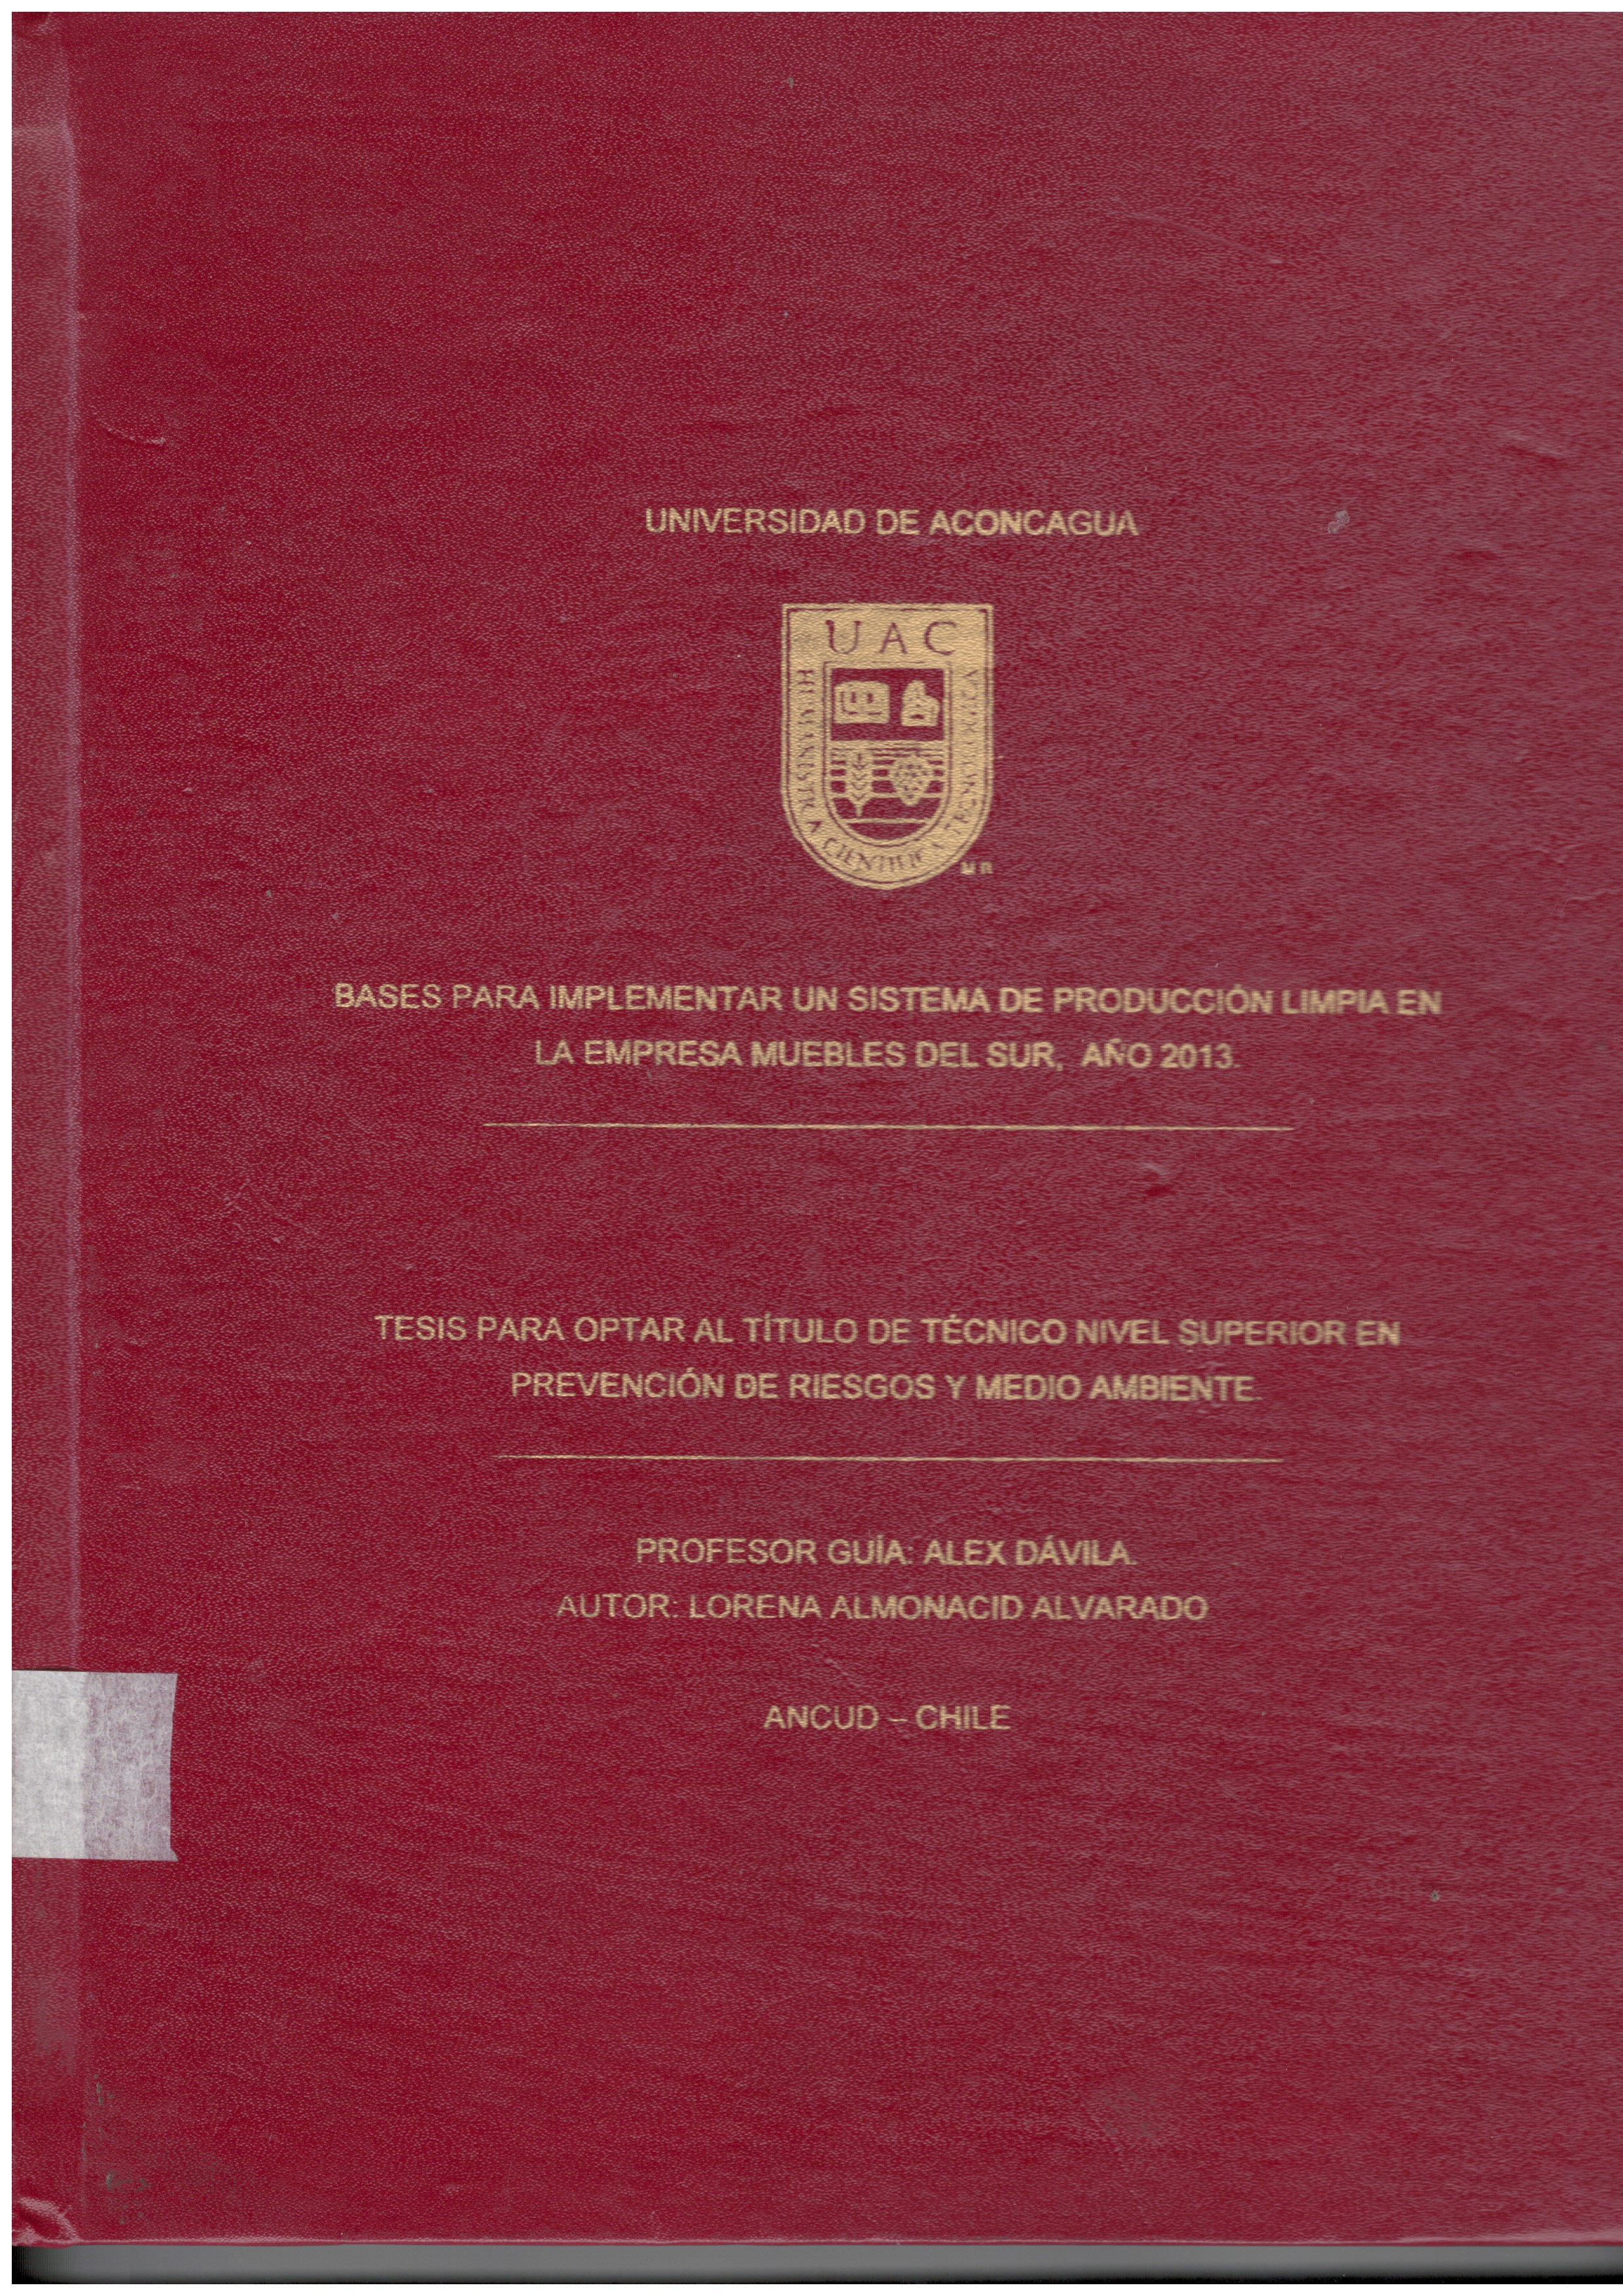 UNIVERSIDAD DE ACONCAGUA
UAC
HUMANISTA CIENTIFICA TECNOLOGICA
M R
BASES PARA IMPLEMENTAR UN SISTEMA DE PRODUCCIÓN LIMPIA EN
LA EMPRESA MUEBLES DEL SUR, AÑO 2013.
TESIS PARA OPTAR AL TÍTULO DE TÉCNICO NIVEL SUPERIOR EN
PREVENCIÓN DE RIESGOS Y MEDIO AMBIENTE.
PROFESOR GUÍA: ALEX DÁVILA.
AUTOR: LORENA ALMONACID ALVARADO
ANCUD – CHILE